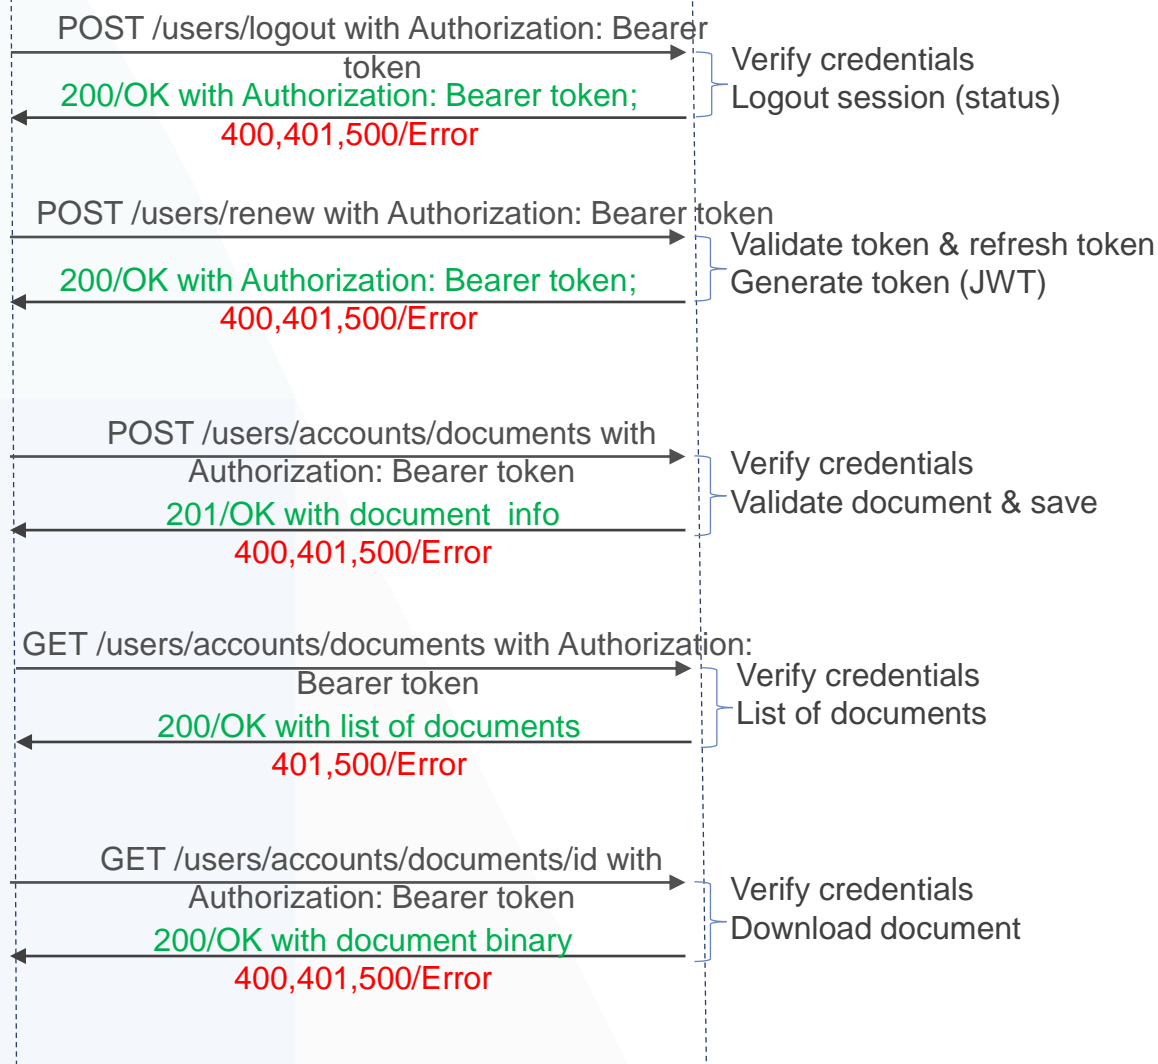 POST /users/logout with Authorization: Bearer
token
200/OK with Authorization: Bearer token;
400,401,500/Error
Verify credentials
Logout session (status)
POST /users/renew with Authorization: Bearer token
200/OK with Authorization: Bearer token;
400,401,500/Error
Validate token & refresh token
Generate token (JWT)
POST /users/accounts/documents with
Authorization: Bearer token
201/OK with document  info
400,401,500/Error
Verify credentials
Validate document & save
GET /users/accounts/documents with Authorization:
Bearer token
200/OK with list of documents
401,500/Error
Verify credentials
List of documents
GET /users/accounts/documents/id with
Authorization: Bearer token
200/OK with document binary
400,401,500/Error
Verify credentials
Download document